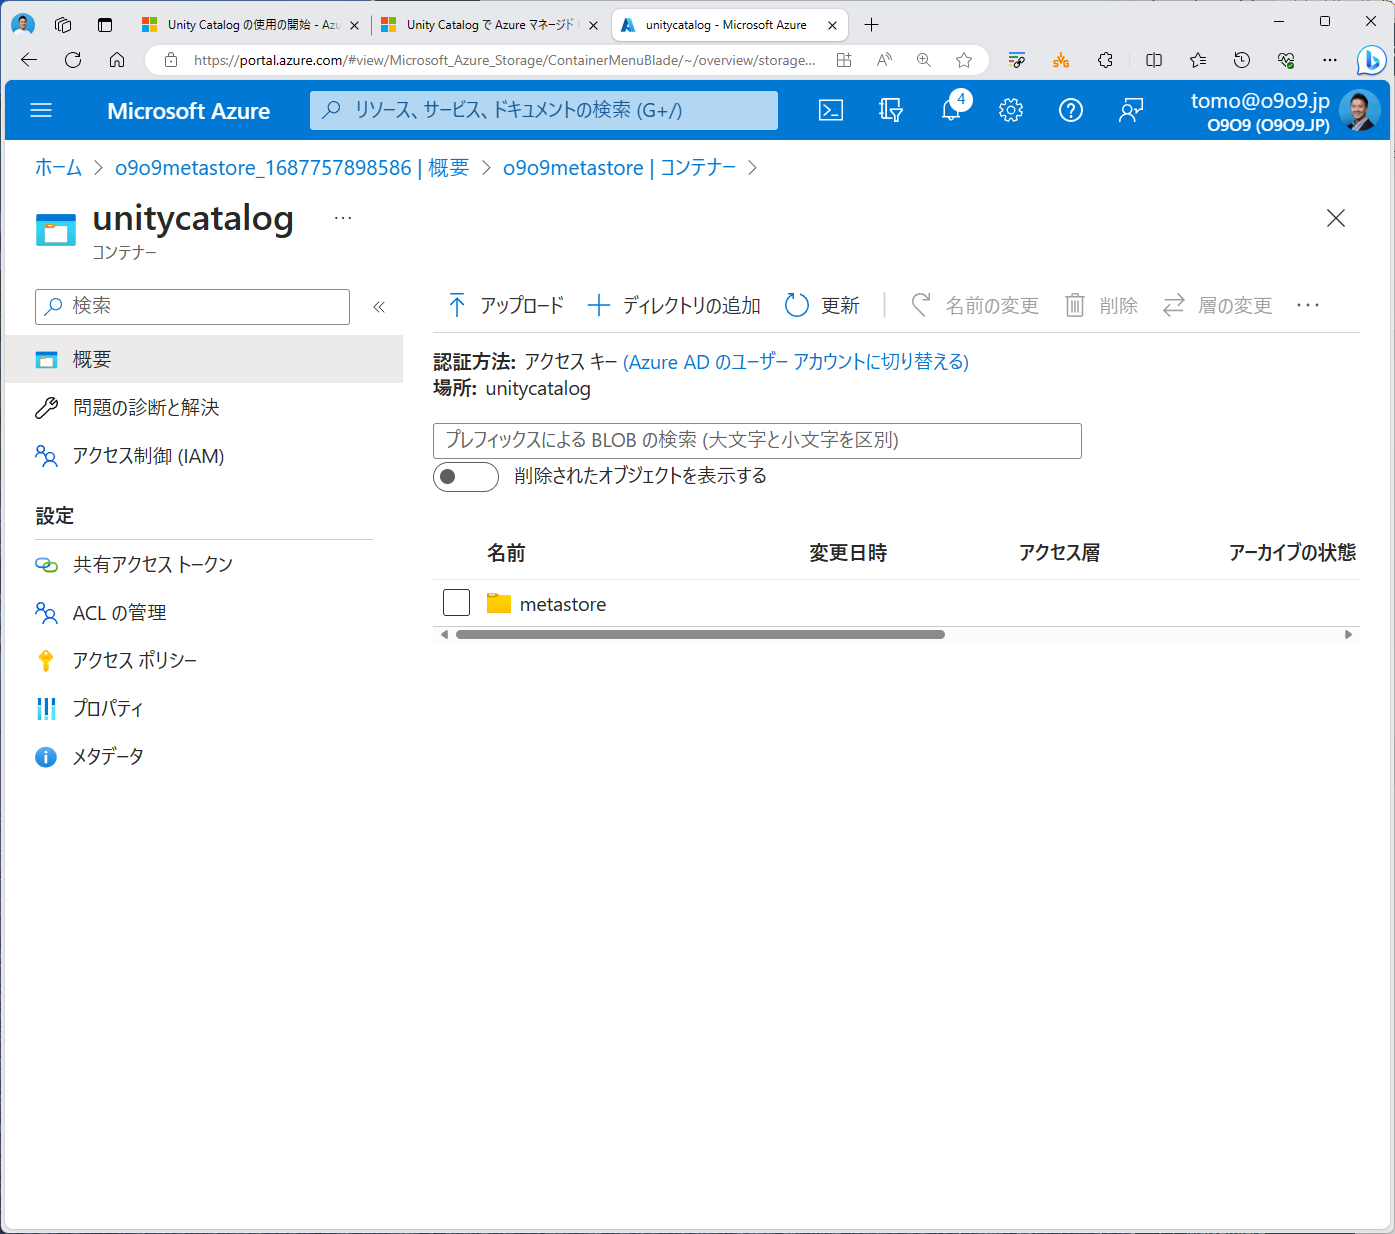 Unity Catalog の使用の開始 - Azu
Unity Catalog で Azure マネージド
unitycatalog - Microsoft Azure
https://portal.azure.com/#view/Microsoft_Azure_Storage/ContainerMenuBlade/~/overview/storage...
Microsoft Azure
リソース、サービス、ドキュメントの検索 (G+/)
4
tomo@o9o9.jp
O9O9 (O9O9.JP)
ホーム > o9o9metastore_1687757898586 | 概要 > o9o9metastore | コンテナー >
unitycatalog ...
コンテナー
検索
«
アップロード
ディレクトリの追加
更新
名前の変更
削除
層の変更
...
概要
問題の診断と解決
アクセス制御 (IAM)
設定
共有アクセス トークン
ACL の管理
アクセス ポリシー
プロパティ
メタデータ
認証方法: アクセス キー (Azure AD のユーザー アカウントに切り替える)
場所: unitycatalog
プレフィックスによる BLOB の検索 (大文字と小文字を区別)
削除されたオブジェクトを表示する
名前 変更日時 アクセス層 アーカイブの状態
metastore